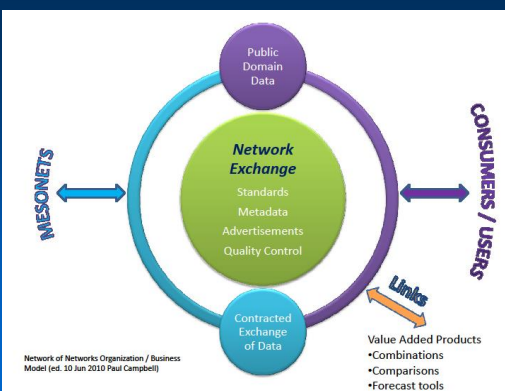 Public
Domain
Data
Network
Exchange
Standards
Metadata
Advertisements
Quality Control
MESONETS
CONSUMERS / USERS
Links
Contracted
Exchange
of Data
Value Added Products
•Combinations
•Comparisons
•Forecast tools
Network of Networks Organization / Business
Model (ed. 10 Jun 2010 Paul Campbell)